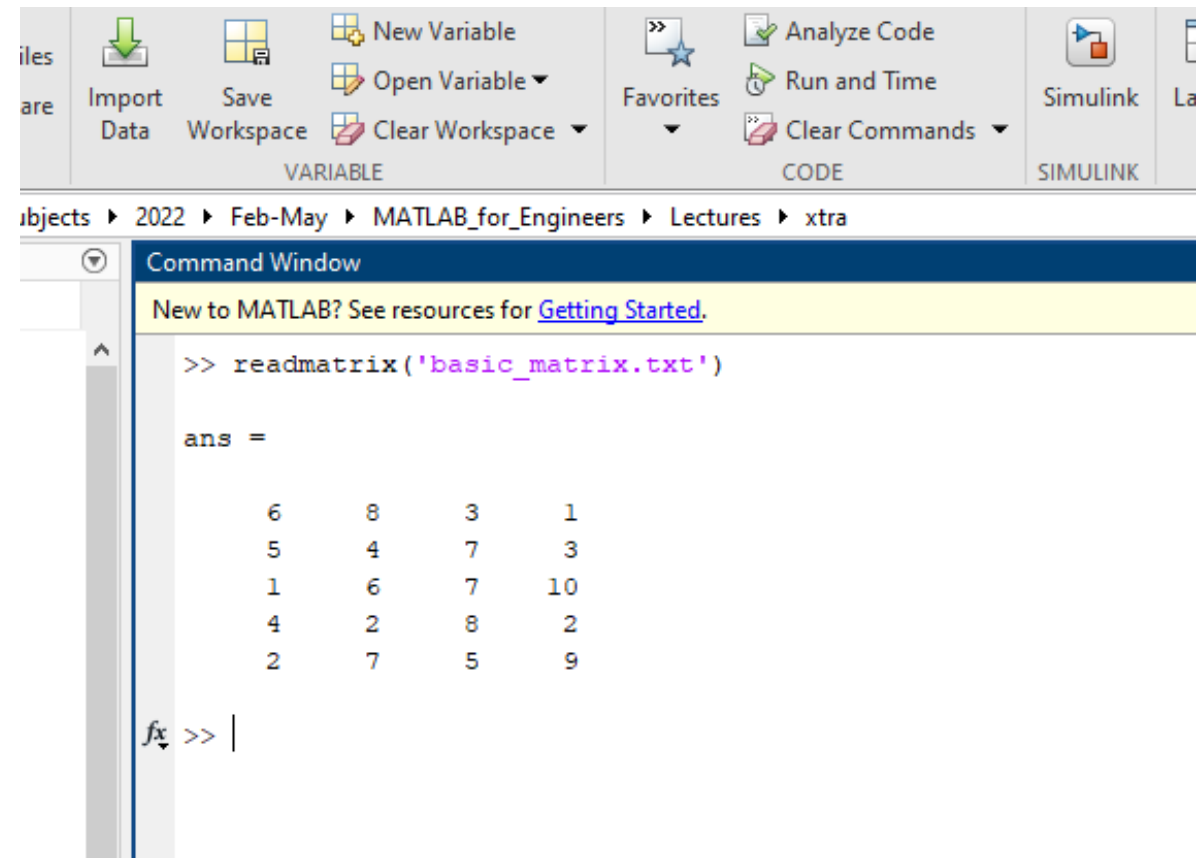 New Variable
Analyze Code
Open Variable
Run and Time
Import
Data
Save
Workspace
Favorites
Simulink
Clear Workspace
Clear Commands
VARIABLE
CODE
SIMULINK
2022 Feb-May MATLAB_for_Engineers Lectures xtra
Command Window
New to MATLAB? See resources for Getting Started.
>> readmatrix('basic_matrix.txt')
ans =
6 8 3 1
5 4 7 3
1 6 7 10
4 2 8 2
2 7 5 9
fx >>